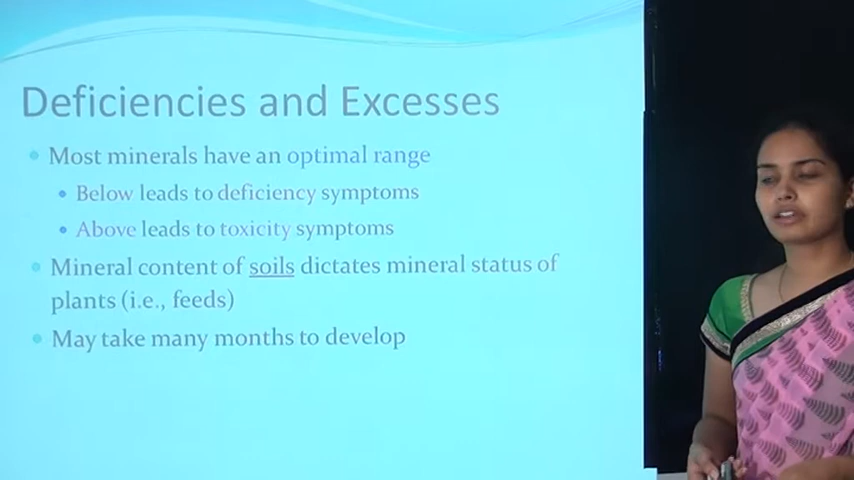 Deficiencies and Excesses
Most minerals have an optimal range
Below leads to deficiency symptoms
Above leads to toxicity symptoms
Mineral content of soils dictates mineral status of
plants (i.e., feeds)
May take many months to develop